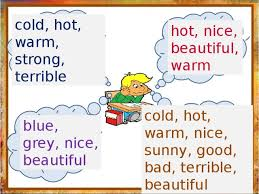 cold, hot,
warm,
strong,
terrible
hot, nice,
beautiful,
warm
blue,
grey, nice,
beautiful
cold, hot,
warm, nice,
sunny, good,
bad, terrible,
beautiful